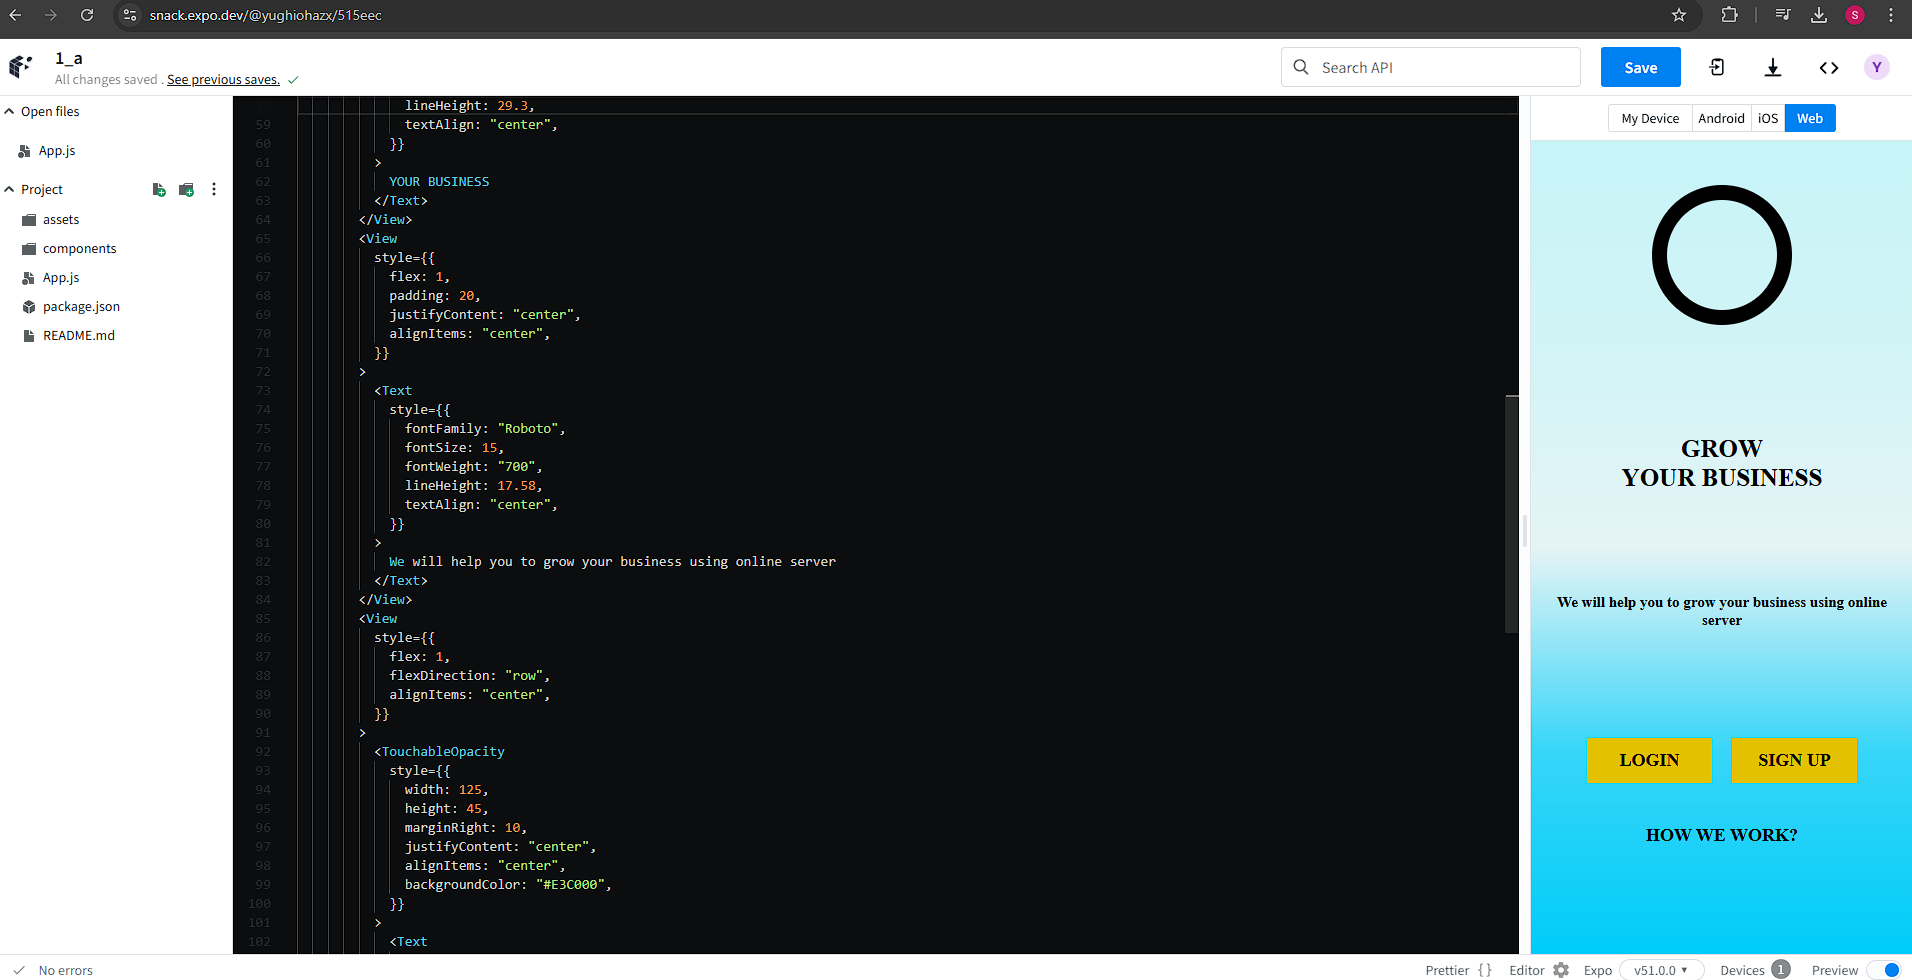 snack.expo.dev/@yughiohazx/515eec
S
1_a
All changes saved . See previous saves.
Search API
Save
Y
Open files
App.js
Project
assets
components
App.js
package.json
README.md
lineHeight: 29.3,
59 textAlign: "center",
60 }}
61 >
62 YOUR BUSINESS
63 </Text>
64 </View>
65 <View
66 style={{
67 flex: 1,
68 padding: 20,
69 justifyContent: "center",
70 alignItems: "center",
71 }}
72 >
73 <Text
74 style={{
75 fontFamily: "Roboto",
76 fontSize: 15,
77 fontWeight: "700",
78 lineHeight: 17.58,
79 textAlign: "center",
80 }}
81 >
82 We will help you to grow your business using online server
83 </Text>
84 </View>
85 <View
86 style={{
87 flex: 1,
88 flexDirection: "row",
89 alignItems: "center",
90 }}
91 >
92 <TouchableOpacity
93 style={{
94 width: 125,
95 height: 45,
96 marginRight: 10,
97 justifyContent: "center",
98 alignItems: "center",
99 backgroundColor: "#E3C000",
100 }}
101 >
102 <Text
My Device Android iOS Web
GROW
YOUR BUSINESS
We will help you to grow your business using online
server
LOGIN SIGN UP
HOW WE WORK?
No errors
Prettier {} Editor Expo v51.0.0 Devices 1 Preview